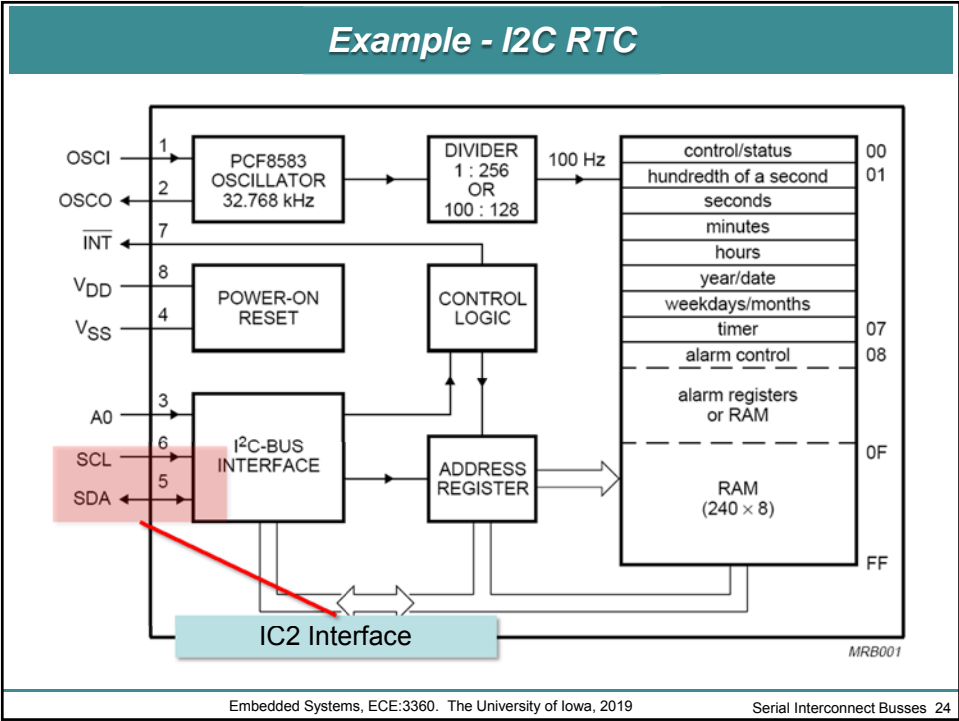 Example - I2C RTC
OSCI
1
OSCO
2
PCF8583
OSCILLATOR
32.768 kHz
DIVIDER
1 : 256
OR
100 : 128
100 Hz
control/status
00
hundredth of a second
01
seconds
minutes
hours
year/date
weekdays/months
timer
07
alarm control
08
alarm registers
or RAM
0F
RAM
(240 × 8)
FF
INT
7
VDD
8
VSS
4
POWER-ON
RESET
CONTROL
LOGIC
A0
3
SCL
6
SDA
5
I²C-BUS
INTERFACE
ADDRESS
REGISTER
IC2 Interface
MRB001
Embedded Systems, ECE:3360. The University of Iowa, 2019
Serial Interconnect Busses 24